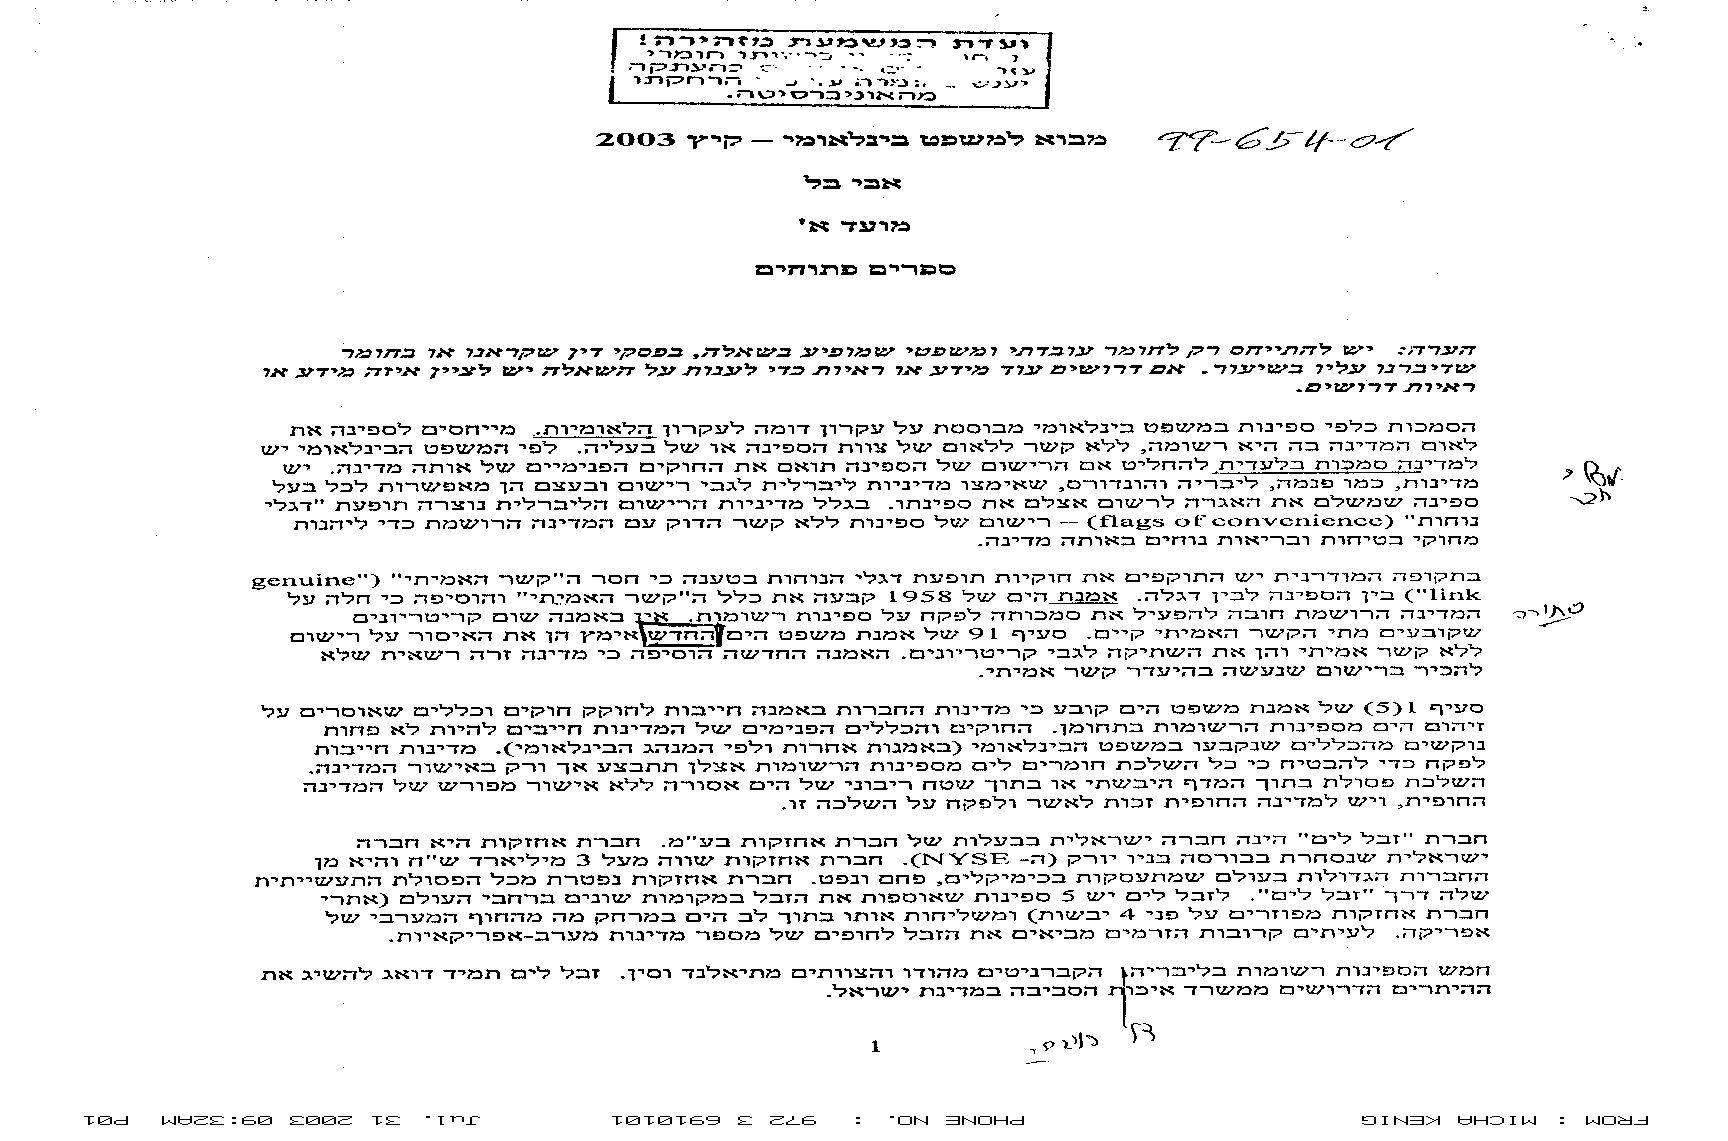 ועדת המשמעת מזהירה!
ברשותו חומרי
עזר בהעתקה
יענש הרחקתו
מהאוניברסיטה.
מבוא למשפט בינלאומי – קיץ 2003 99-654-01
אבי בל
מועד א'
ספרים פתוחים
הערה: יש להתייחס רק לחומר עובדתי ומשפטי שמופיע בשאלה, בפסקי דין שקראנו או בחומר
שדיברנו עליו בשיעור. אם דרושים עוד מידע או ראיות כדי לענות על השאלה יש לציין איזה מידע או
ראיות דרושים.
הסמכות כלפי ספינות במשפט בינלאומי מבוססת על עקרון דומה לעקרון הלאומיות. מייחסים לספינה את
לאום המדינה בה היא רשומה, ללא קשר ללאום של צוות הספינה או של בעליה. לפי המשפט הבינלאומי יש
למדינה סמכות בלעדית להחליט אם הרישום של הספינה תואם את החוקים הפנימיים של אותה מדינה. יש
מדינות, כמו פנמה, ליבריה והונדורס, שאימצו מדיניות ליברלית לגבי רישום ובעצם הן מאפשרות לכל בעל
ספינה שמשלם את האגרה לרשום אצלם את ספינתו. בגלל מדיניות הרישום הליברלית נוצרה תופעת "דגלי
נוחות" (flags of convenience) – רישום של ספינות ללא קשר הדוק עם המדינה הרושמת כדי ליהנות
מחוקי בטיחות ובריאות נוחים באותה מדינה.
בתקופה המודרנית יש התוקפים את חוקיות תופעת דגלי הנוחות בטענה כי חסר ה"קשר האמיתי" ("genuine
link") בין הספינה לבין דגלה. אמנת הים של 1958 קבעה את כלל ה"קשר האמיתי" והוסיפה כי חלה על
המדינה הרושמת חובה להפעיל את סמכותה לפקח על ספינות רשומות. אין באמנה שום קריטריונים
שקובעים מתי הקשר האמיתי קיים. סעיף 91 של אמנת משפט הים החדש אימץ הן את האיסור על רישום
ללא קשר אמיתי והן את השתיקה לגבי קריטריונים. האמנה החדשה הוסיפה כי מדינה זרה רשאית שלא
להכיר ברישום שנעשה בהיעדר קשר אמיתי.
סעיף 1(5) של אמנת משפט הים קובע כי מדינות החברות באמנה חייבות לחוקק חוקים וכללים שאוסרים על
זיהום הים מספינות הרשומות בתחומן. החוקים והכללים הפנימים של המדינות חייבים להיות לא פחות
נוקשים מהכללים שנקבעו במשפט הבינלאומי (באמנות אחרות ולפי המנהג הבינלאומי). מדינות חייבות
לפקח כדי להבטיח כי כל השלכת חומרים לים מספינות הרשומות אצלן תתבצע אך ורק באישור המדינה.
השלכת פסולת בתוך המדף היבשתי או בתוך שטח ריבוני של הים אסורה ללא אישור מפורש של המדינה
החופית, ויש למדינה החופית זכות לאשר ולפקח על השלכה זו.
חברת "זבל לים" הינה חברה ישראלית בבעלות של חברת אחזקות בע"מ. חברת אחזקות היא חברה
ישראלית שנסחרת בבורסה בניו יורק (ה- NYSE). חברת אחזקות שווה מעל 3 מיליארד ש"ח והיא מן
החברות הגדולות בעולם שמתעסקות בכימיקלים, פחם ונפט. חברת אחזקות נפטרת מכל הפסולת התעשייתית
שלה דרך "זבל לים". לזבל לים יש 5 ספינות שאוספות את הזבל במקומות שונים ברחבי העולם (אתרי
חברת אחזקות מפוזרים על פני 4 יבשות) ומשליחות אותו בתוך לב הים במרחק מה מהחוף המערבי של
אפריקה. לעיתים קרובות הזרמים מביאים את הזבל לחופים של מספר מדינות מערב-אפריקאיות.
חמש הספינות רשומות בליבריה. הקברניטים מהודו והצוותים מתיאלנד וסין. זבל לים תמיד דואג להשיג את
ההיתרים הדרושים ממשרד איכות הסביבה במדינת ישראל.
1
FROM : MICHA KENIG PHONE NO. : 972 3 6910101 Jul. 31 2003 09:32AM P01